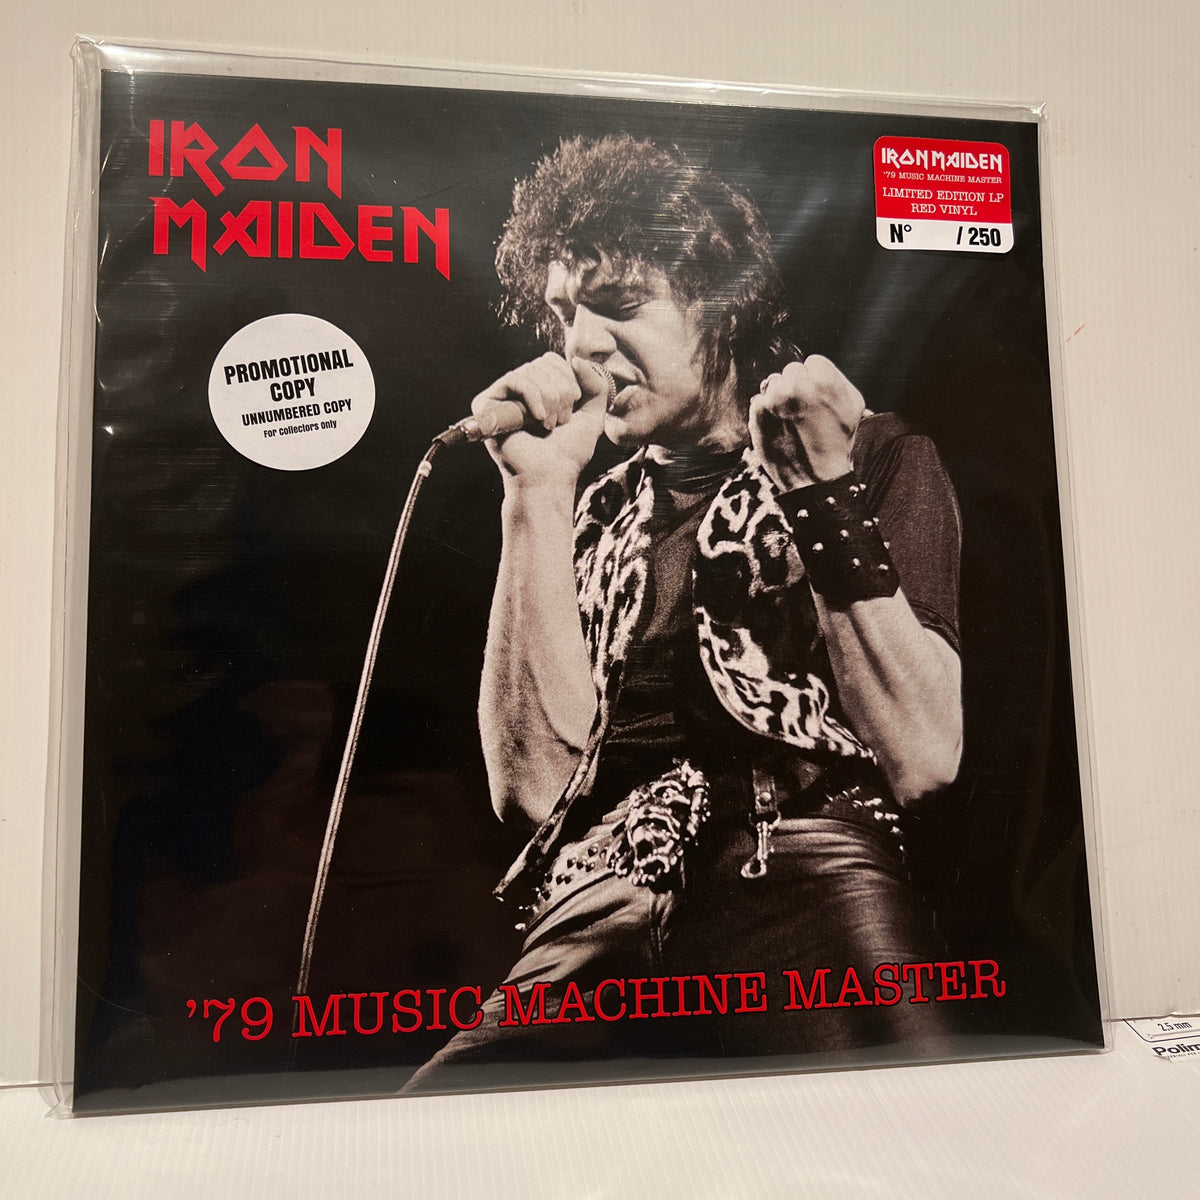 IRON
MAIDEN
IRON MAIDEN
'79 MUSIC MACHINE MASTER
LIMITED EDITION LP
RED VINYL
N° / 250
PROMOTIONAL
COPY
UNNUMBERED COPY
For collectors only
'79 MUSIC MACHINE MASTER
2,5 mm